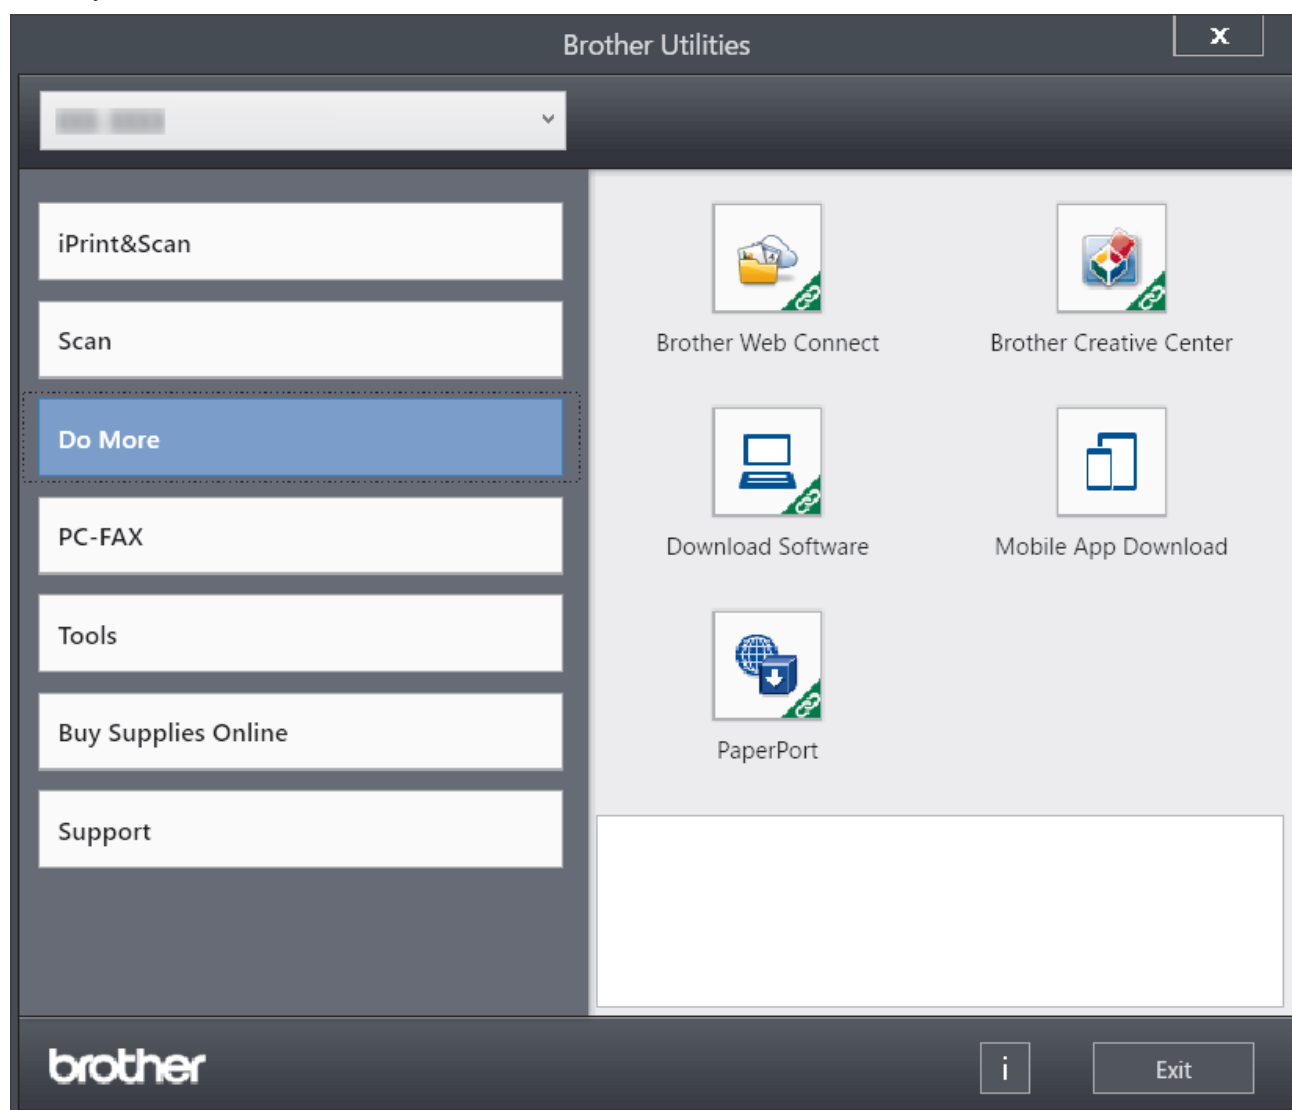 Brother Utilities
x
iPrint&Scan
Scan
Do More
PC-FAX
Tools
Buy Supplies Online
Support
Brother Web Connect
Brother Creative Center
Download Software
Mobile App Download
PaperPort
brother
i
Exit